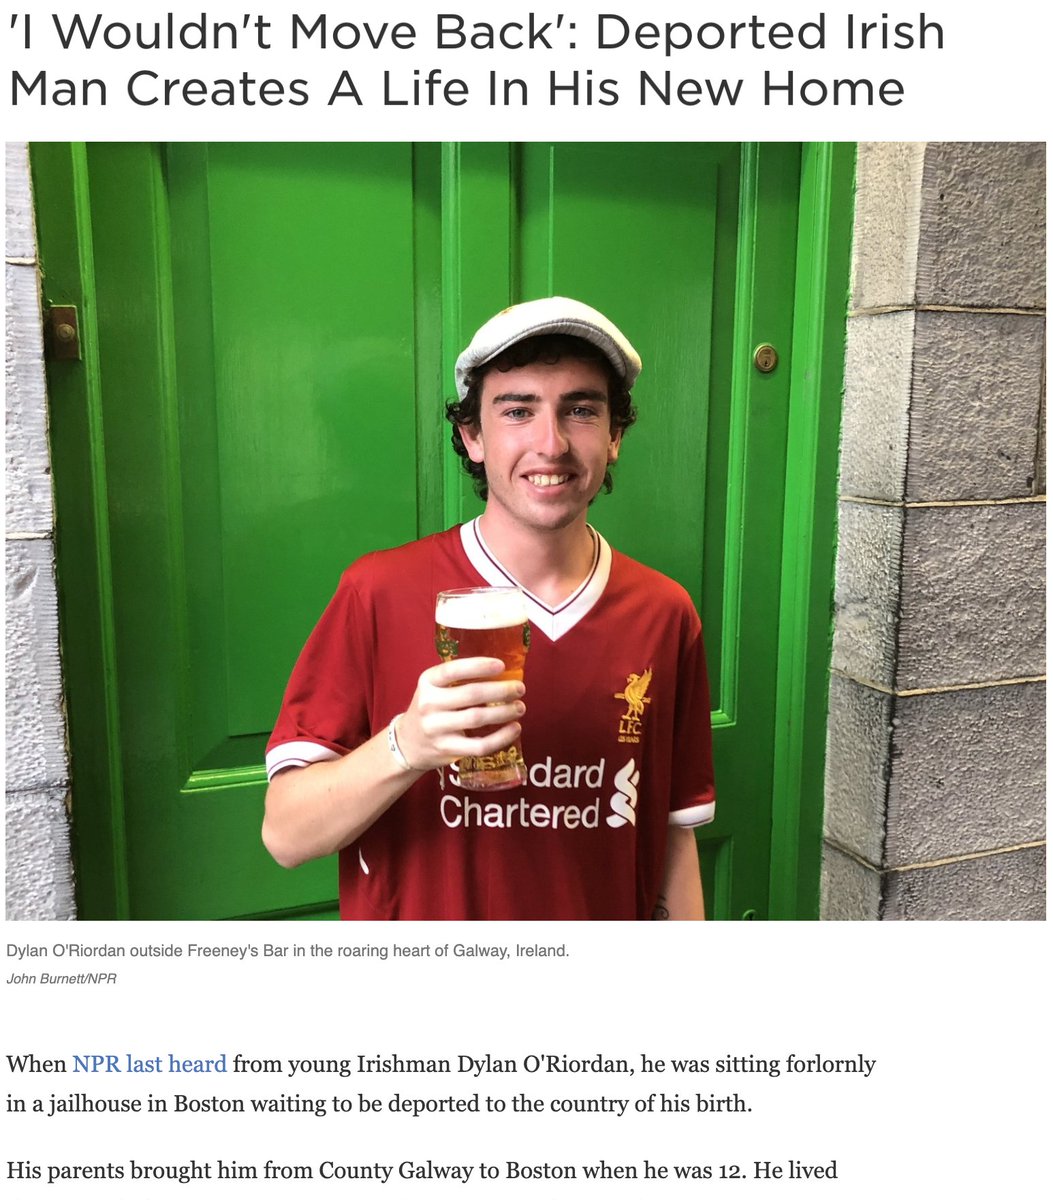 'I Wouldn't Move Back': Deported Irish
Man Creates A Life In His New Home
LFC
dard
Chartered
Dylan O'Riordan outside Freeney's Bar in the roaring heart of Galway, Ireland.
John Burnett/NPR
When NPR last heard from young Irishman Dylan O'Riordan, he was sitting forlornly
in a jailhouse in Boston waiting to be deported to the country of his birth.
His parents brought him from County Galway to Boston when he was 12. He lived